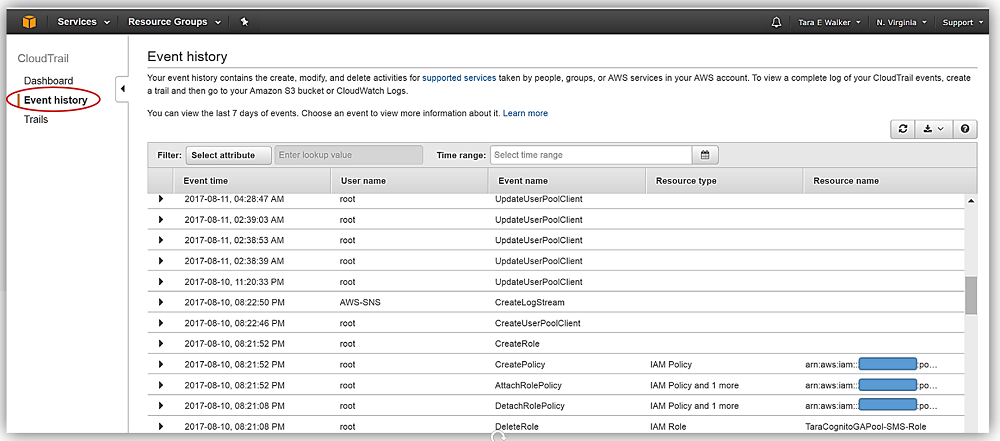 Services Resource Groups Tara E Walker N. Virginia Support
CloudTrail
Dashboard
Event history
Trails
Event history
Your event history contains the create, modify, and delete activities for supported services taken by people, groups, or AWS services in your AWS account. To view a complete log of your CloudTrail events, create
a trail and then go to your Amazon S3 bucket or CloudWatch Logs.
You can view the last 7 days of events. Choose an event to view more information about it. Learn more
Filter: Select attribute Enter lookup value Time range: Select time range
Event time User name Event name Resource type Resource name
2017-08-11, 04:28:47 AM root UpdateUserPoolClient
2017-08-11, 02:39:03 AM root UpdateUserPoolClient
2017-08-11, 02:38:53 AM root UpdateUserPoolClient
2017-08-11, 02:38:39 AM root UpdateUserPoolClient
2017-08-10, 11:20:33 PM root UpdateUserPoolClient
2017-08-10, 08:22:50 PM AWS-SNS CreateLogStream
2017-08-10, 08:22:46 PM root CreateUserPoolClient
2017-08-10, 08:21:52 PM root CreateRole
2017-08-10, 08:21:52 PM root CreatePolicy IAM Policy arn:aws:iam:: :po...
2017-08-10, 08:21:52 PM root AttachRolePolicy IAM Policy and 1 more arn:aws:iam:: :po...
2017-08-10, 08:21:08 PM root DetachRolePolicy IAM Policy and 1 more arn:aws:iam:: :po...
2017-08-10, 08:21:08 PM root DeleteRole IAM Role TaraCognitoGAPool-SMS-Role